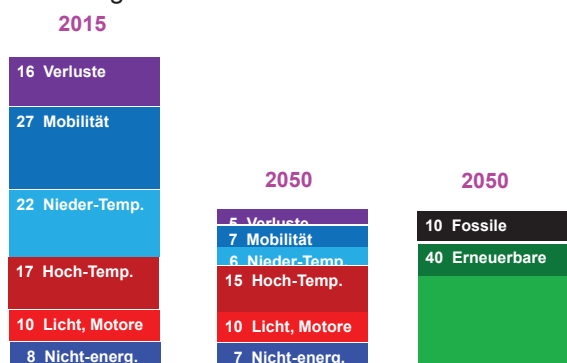 2015
16 Verluste
27 Mobilität
22 Nieder-Temp.
17 Hoch-Temp.
10 Licht, Motore
8 Nicht-energ.
2050
5 Verluste
7 Mobilität
6 Nieder-Temp.
15 Hoch-Temp.
10 Licht, Motore
7 Nicht-energ.
2050
10 Fossile
40 Erneuerbare